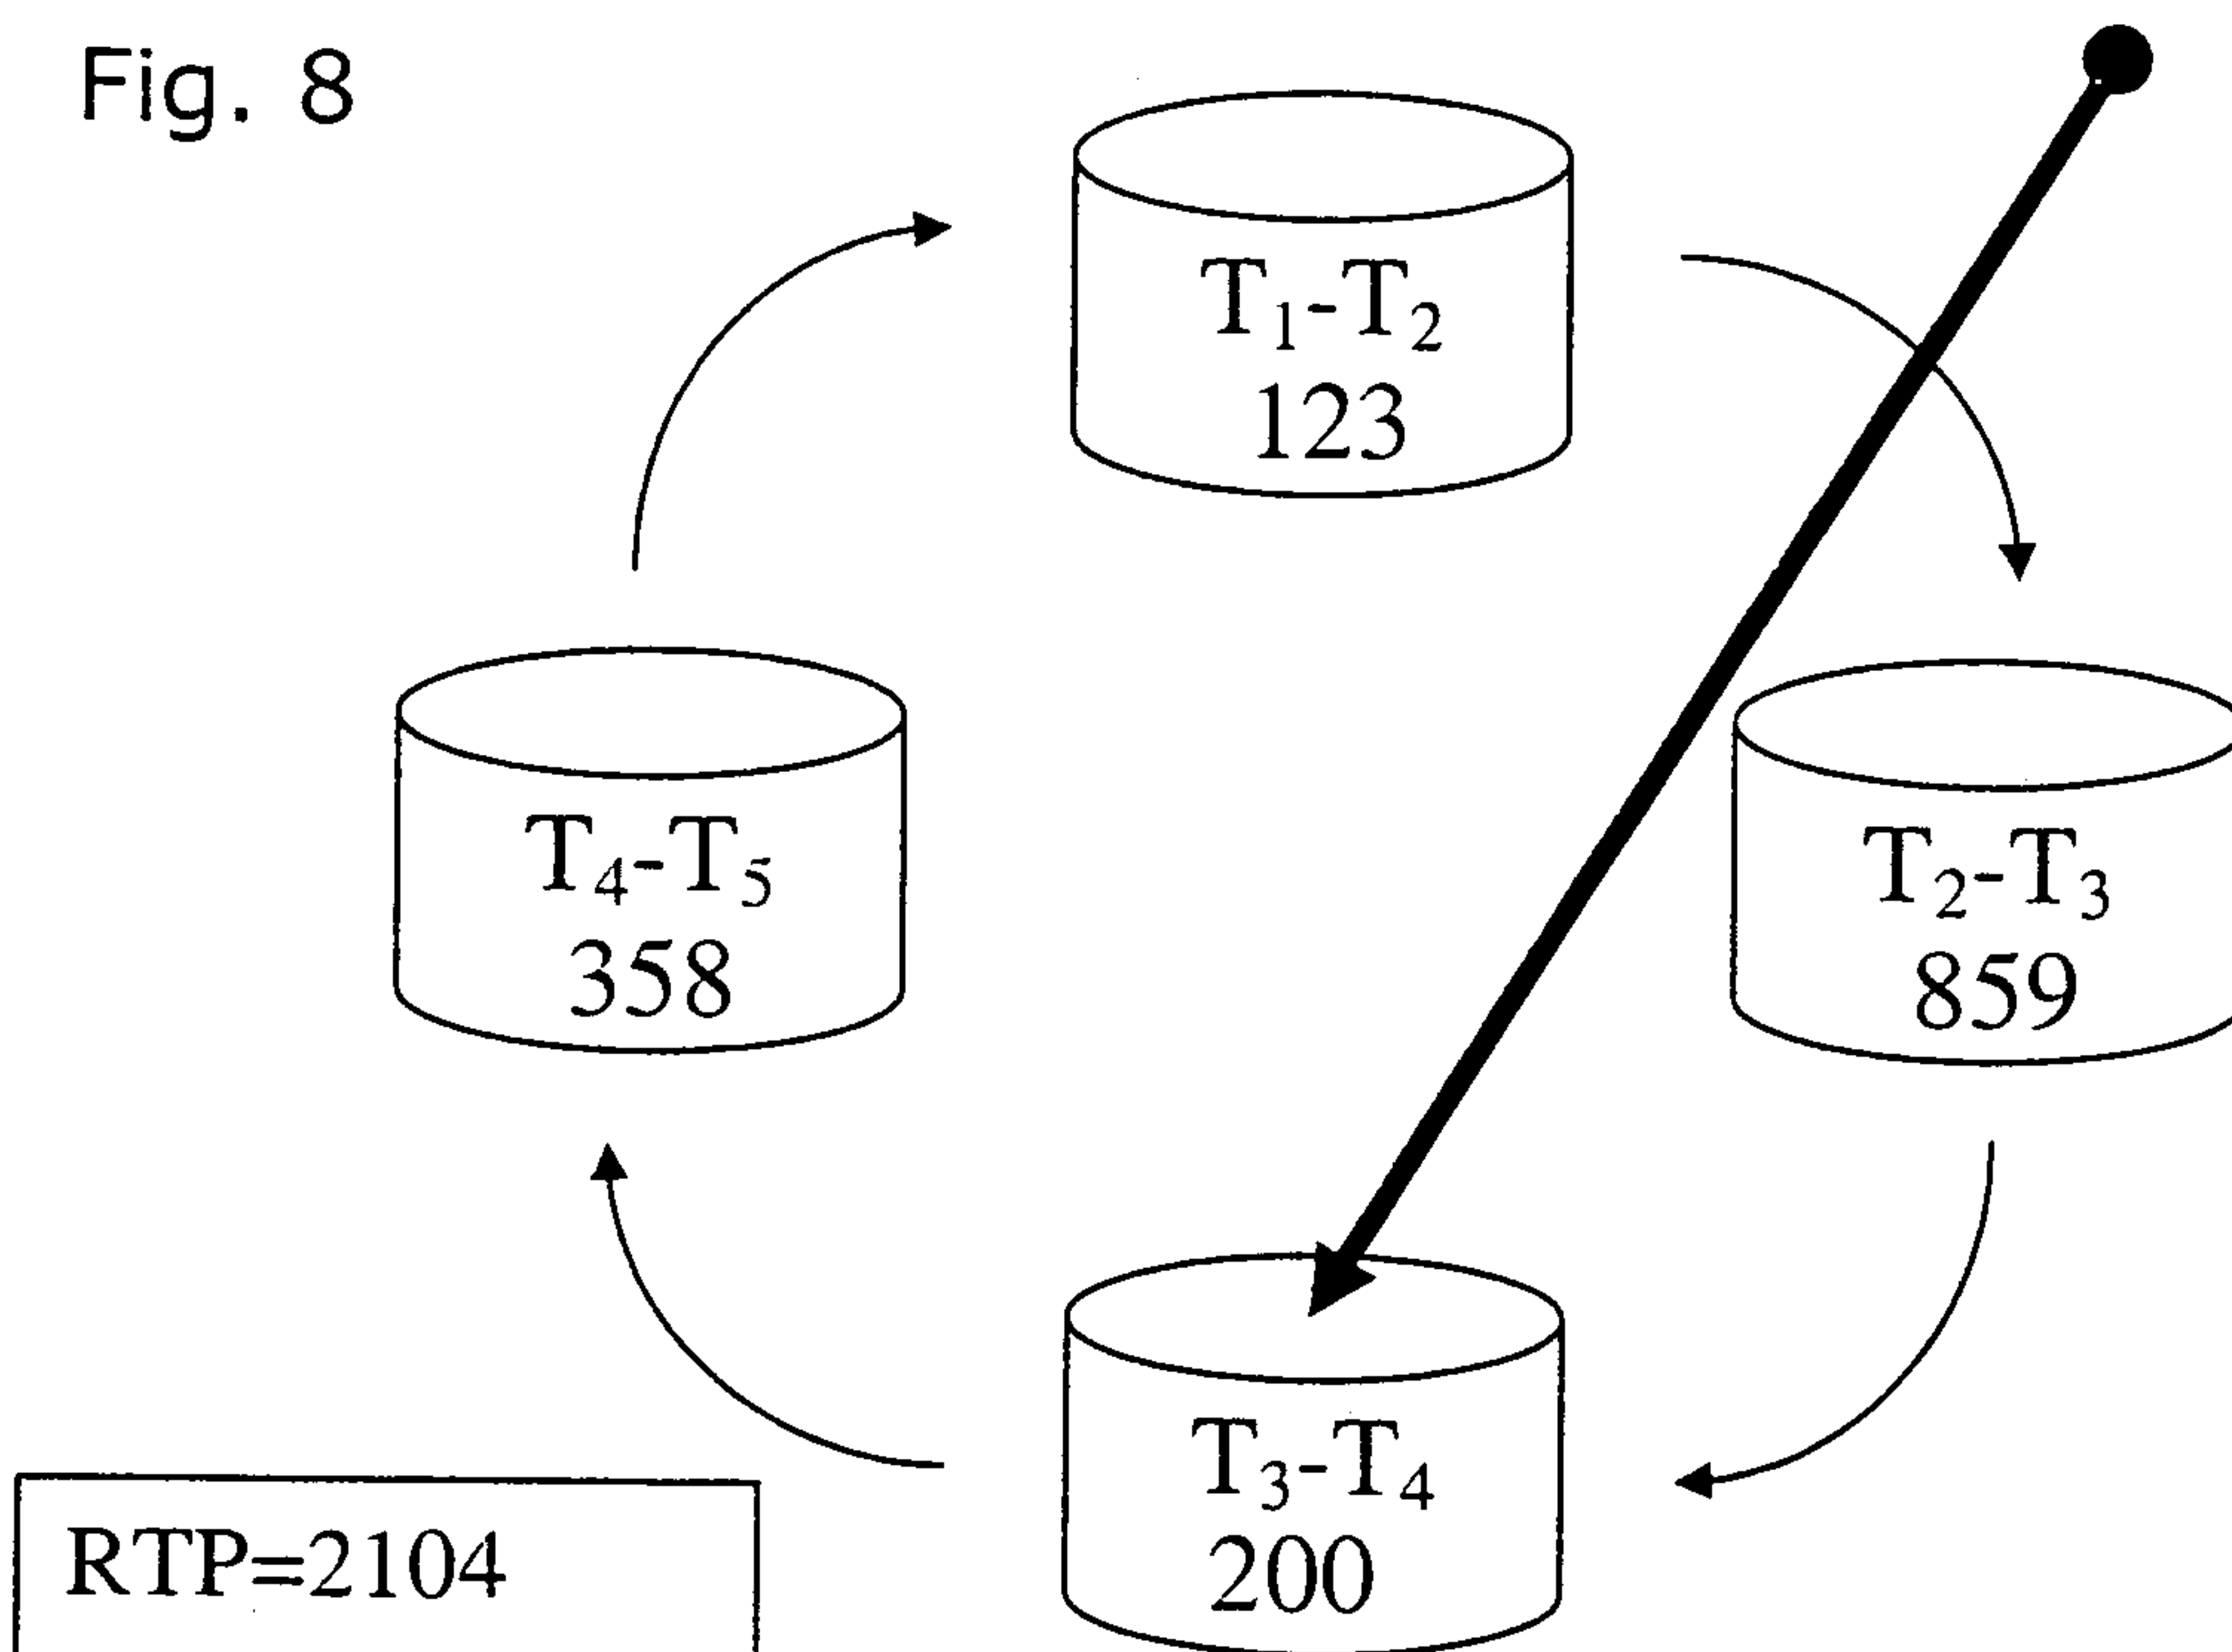 Fig. 8
T₁-T₂
123
T₄-T₅
358
T₂-T₃
859
T₃-T₄
200
RTP=2104